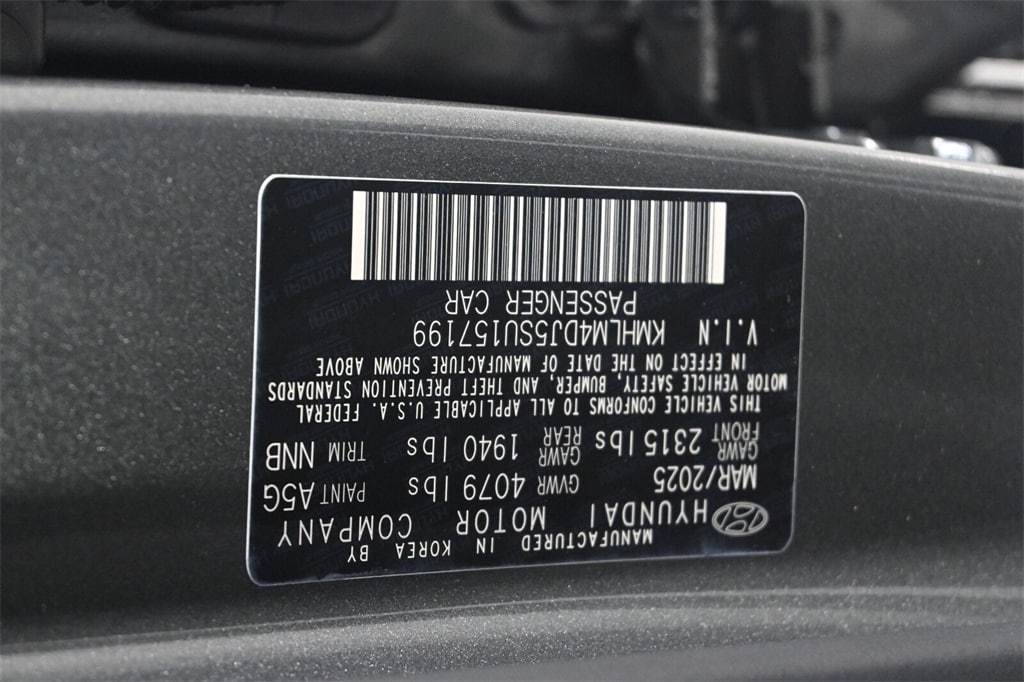 MANUFACTURED IN KOREA BY
HYUNDAI MOTOR COMPANY
MAR/2025 GVWR 4079 lbs PAINT A5G
GAWR FRONT 2315 lbs GAWR REAR 1940 lbs TRIM NNB
THIS VEHICLE CONFORMS TO ALL APPLICABLE U.S.A. FEDERAL
MOTOR VEHICLE SAFETY, BUMPER, AND THEFT PREVENTION STANDARDS
IN EFFECT ON THE DATE OF MANUFACTURE SHOWN ABOVE
V.I.N KMHLM4DJ5SU157199
PASSENGER CAR